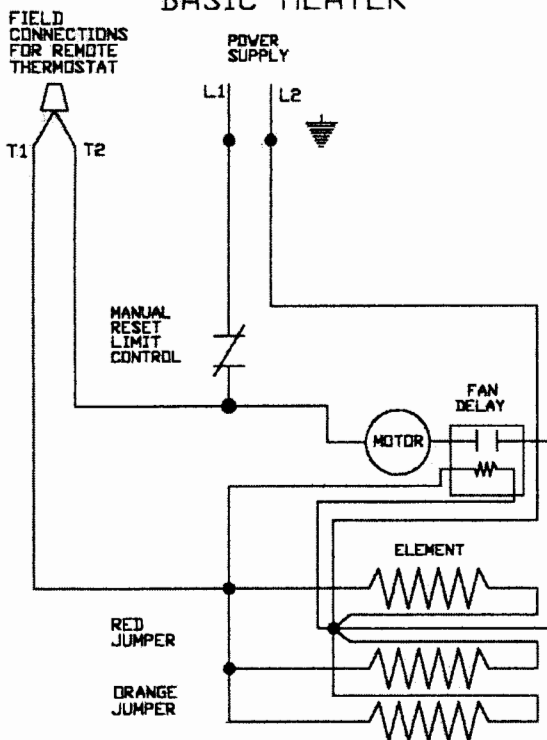 BASIC HEATER
FIELD
CONNECTIONS
FOR REMOTE
THERMOSTAT
POWER
SUPPLY
L1
L2
T1
T2
MANUAL
RESET
LIMIT
CONTROL
FAN
DELAY
MOTOR
ELEMENT
RED
JUMPER
ORANGE
JUMPER